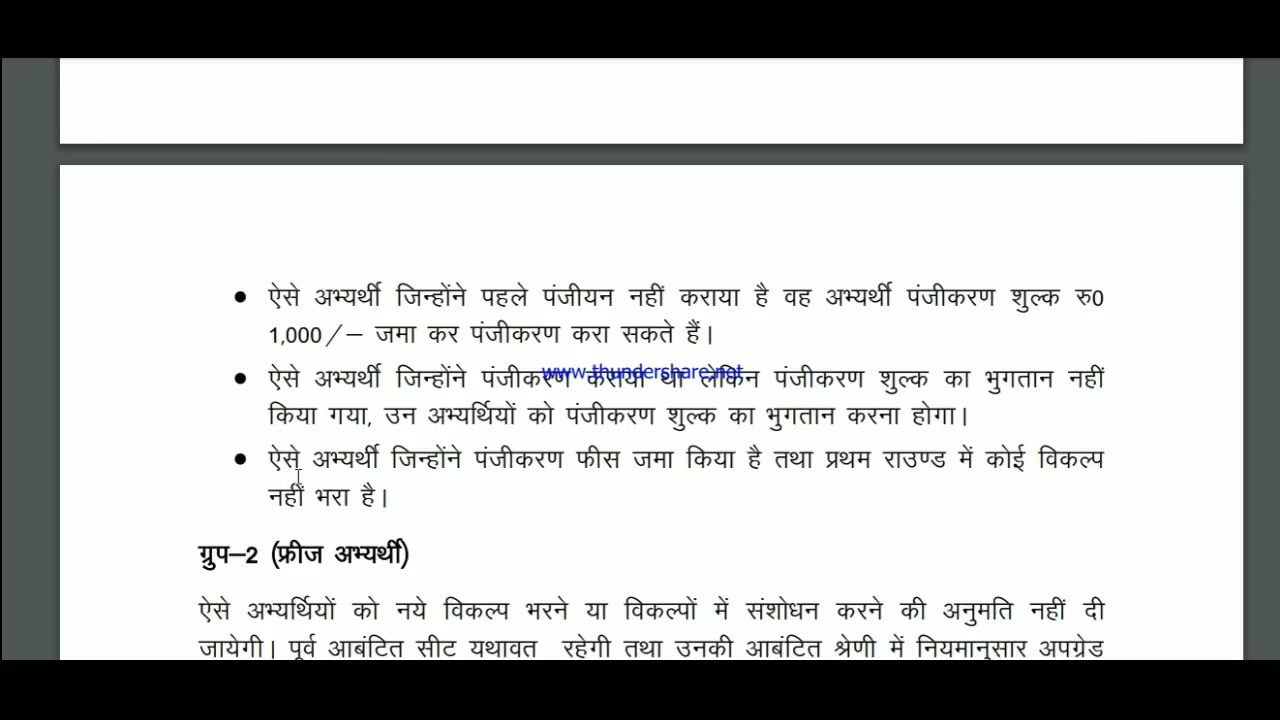 ऐसे अभ्यर्थी जिन्होंने पहले पंजीयन नहीं कराया है वह अभ्यर्थी पंजीकरण शुल्क रु0
1,000/– जमा कर पंजीकरण करा सकते हैं।
www.thundershare.net
ऐसे अभ्यर्थी जिन्होंने पंजीकरण कराया था लेकिन पंजीकरण शुल्क का भुगतान नहीं
किया गया, उन अभ्यर्थियों को पंजीकरण शुल्क का भुगतान करना होगा।
ऐसे अभ्यर्थी जिन्होंने पंजीकरण फीस जमा किया है तथा प्रथम राउण्ड में कोई विकल्प
नहीं भरा है।
ग्रुप–2 (फ्रीज अभ्यर्थी)
ऐसे अभ्यर्थियों को नये विकल्प भरने या विकल्पों में संशोधन करने की अनुमति नहीं दी
जायेगी। पूर्व आबंटित सीट यथावत रहेगी तथा उनकी आबंटित श्रेणी में नियमानुसार अपग्रेड